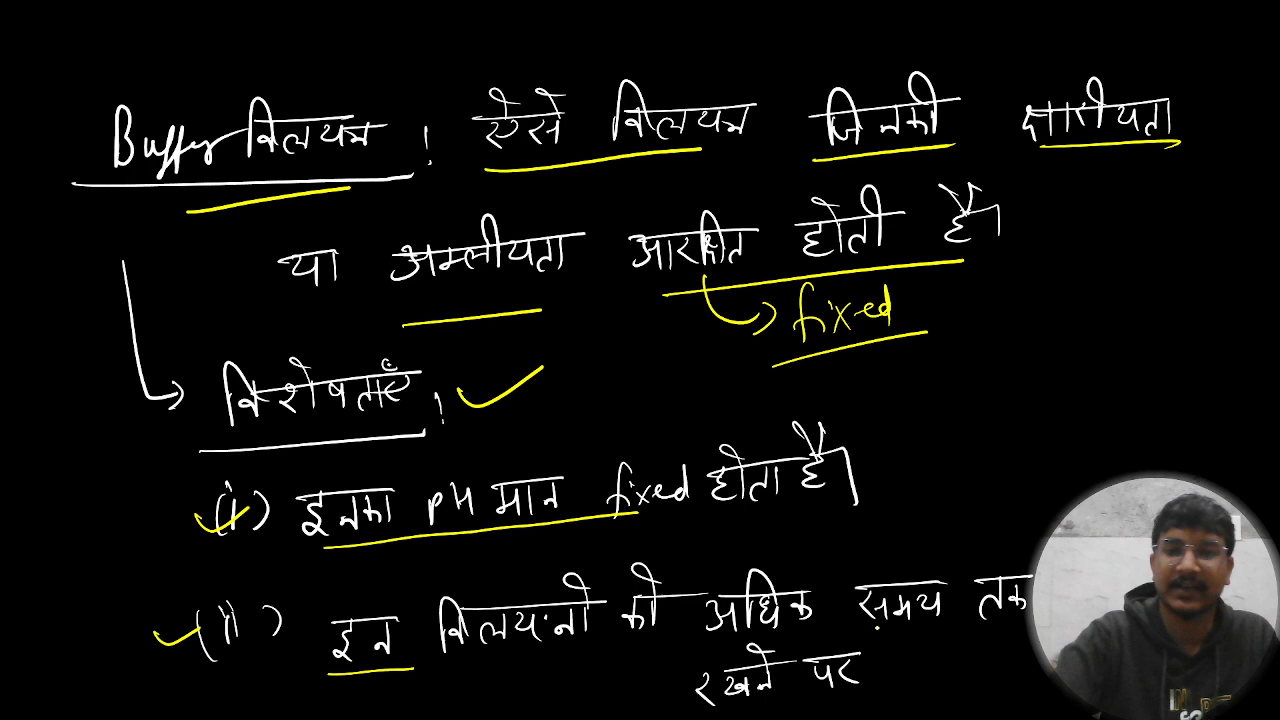 Buffer विलयन : ऐसे विलयन जिनकी क्षारीयता
या अम्लीयता आरक्षित होती है।
fixed
विशेषताएँ :
(i) इनका PH मान fixed होता है।
(ii) इन विलयनों को अधिक समय तक
रखने पर